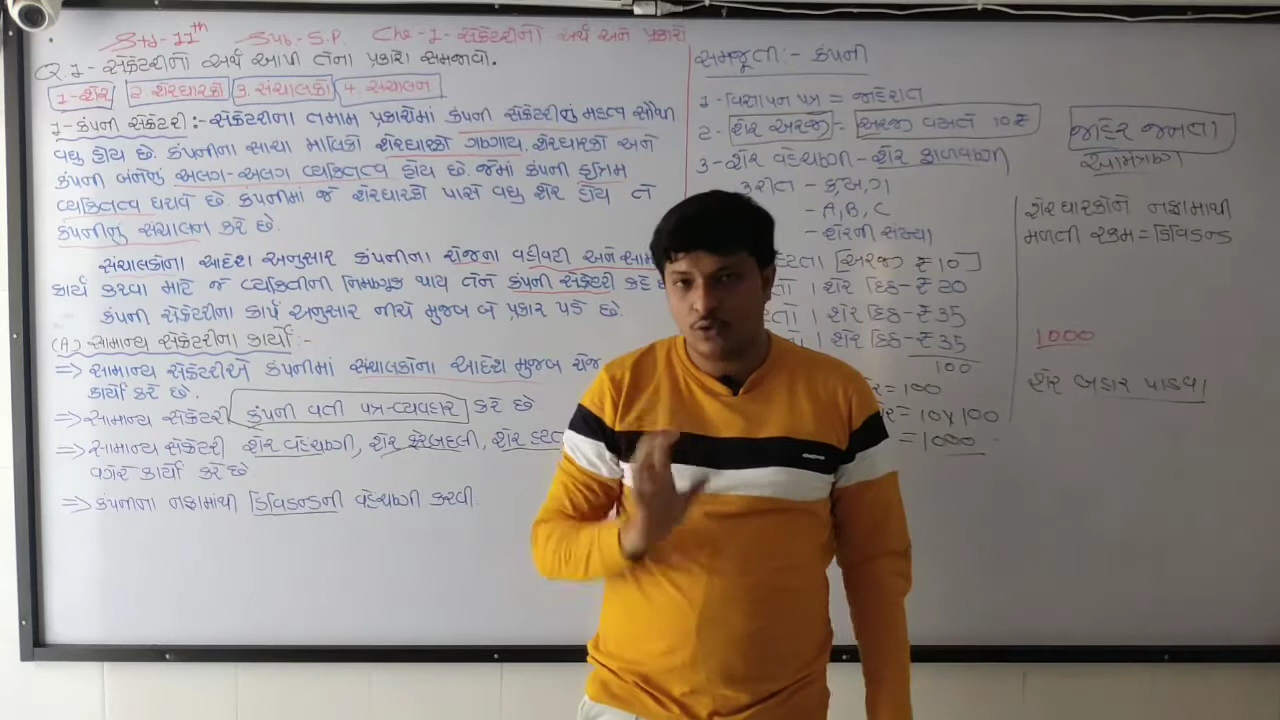 Std-11th Sub-S.P. Ch-1-સેક્રેટરીનો અર્થ અને પ્રકારો
Q.1- સેક્રેટરીનો અર્થ આપી તેના પ્રકારો સમજાવો.
1-શેર 2. શેરધારકો 3. સંચાલકો 4. સંચાલન
1- કંપની સેક્રેટરી :- સેક્રેટરીના તમામ પ્રકારોમાં કંપની સેક્રેટરીનું મહત્વ સૌથી
વધુ હોય છે. કંપનીના સાચા માલિકો શેરધારકો ગણાય. શેરધારકો અને
કંપની બંનેનું અલગ-અલગ વ્યક્તિત્વ હોય છે. જેમાં કંપની કૃત્રિમ
વ્યક્તિત્વ ધરાવે છે. કંપનીમાં જે શેરધારકો પાસે વધુ શેર હોય તે
કંપનીનું સંચાલન કરે છે.
સંચાલકોના આદેશ અનુસાર કંપનીના રોજના વહીવટી અને
કાર્ય કરવા માટે જે વ્યક્તિની નિમણૂક થાય તેને કંપની સેક્રેટરી કહે
કંપની સેક્રેટરીના કાર્ય અનુસાર નીચે મુજબ બે પ્રકાર પડે છે.
(A) સામાન્ય સેક્રેટરીના કાર્યો :-
=> સામાન્ય સેક્રેટરીએ કંપનીમાં સંચાલકોના આદેશ મુજબ રોજ
કાર્યો કરે છે.
=> સામાન્ય સેક્રેટરી કંપની વતી પત્ર-વ્યવહાર કરે છે
=> સામાન્ય સેક્રેટરી શેર વહેંચણી, શેર ફેરબદલી, શેર
વગેરે કાર્યો કરે છે
=> કંપનીના નફામાંથી ડિવિડન્ડની વહેંચણી કરવી.
સમજૂતી:- કંપની
1-વિજ્ઞાપન પત્ર = જાહેરાત
2- શેર અરજી - અરજી વખતે 10 ₹
3-શેર વહેંચણી - શેર ફાળવણી
- ક,ખ,ગ
- A, B, C
- શેરની સંખ્યા
અરજી ₹10
1 શેર દિઠ-₹ 20
1 શેર દિઠ-₹ 35
1 શેર દિઠ-₹ 35
100
= 100
= 10 x 100
= 1000
જાહેર જનતા
આમંત્રણ
શેરધારકોને નફામાંથી
મળતી રકમ = ડિવિડન્ડ
1000
શેર બહાર પાડવા